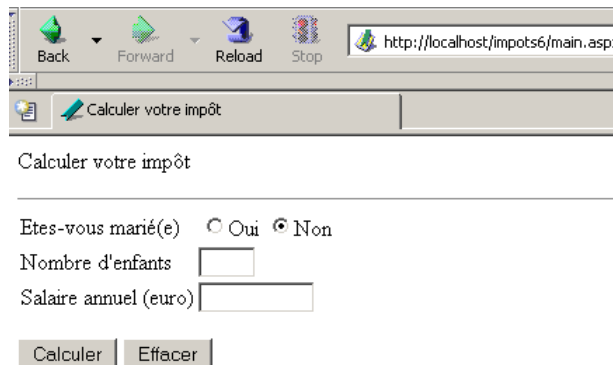 Back Forward Reload Stop http://localhost/impots6/main.asp
Calculer votre impôt
Calculer votre impôt
Etes-vous marié(e) Oui Non
Nombre d'enfants
Salaire annuel (euro)
Calculer Effacer